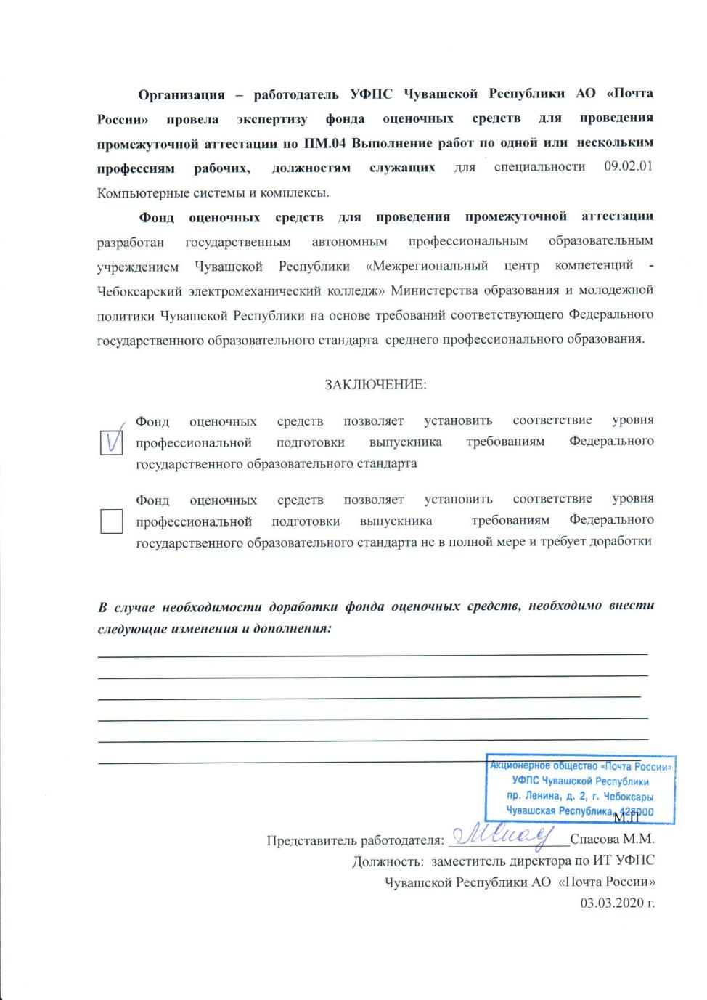 Организация – работодатель УФПС Чувашской Республики АО «Почта
России» провела экспертизу фонда оценочных средств для проведения
промежуточной аттестации по ПМ.04 Выполнение работ по одной или нескольким
профессиям рабочих, должностям служащих для специальности 09.02.01
Компьютерные системы и комплексы.
Фонд оценочных средств для проведения промежуточной аттестации
разработан государственным автономным профессиональным образовательным
учреждением Чувашской Республики «Межрегиональный центр компетенций -
Чебоксарский электромеханический колледж» Министерства образования и молодежной
политики Чувашской Республики на основе требований соответствующего Федерального
государственного образовательного стандарта среднего профессионального образования.
ЗАКЛЮЧЕНИЕ:
Фонд оценочных средств позволяет установить соответствие уровня
профессиональной подготовки выпускника требованиям Федерального
государственного образовательного стандарта
Фонд оценочных средств позволяет установить соответствие уровня
профессиональной подготовки выпускника требованиям Федерального
государственного образовательного стандарта не в полной мере и требует доработки
В случае необходимости доработки фонда оценочных средств, необходимо внести
следующие изменения и дополнения:
Акционерное общество «Почта России»
УФПС Чувашской Республики
пр. Ленина, д. 2, г. Чебоксары
Чувашская Республика, 428000
М.П
Представитель работодателя: Спасова М.М.
Должность: заместитель директора по ИТ УФПС
Чувашской Республики АО «Почта России»
03.03.2020 г.